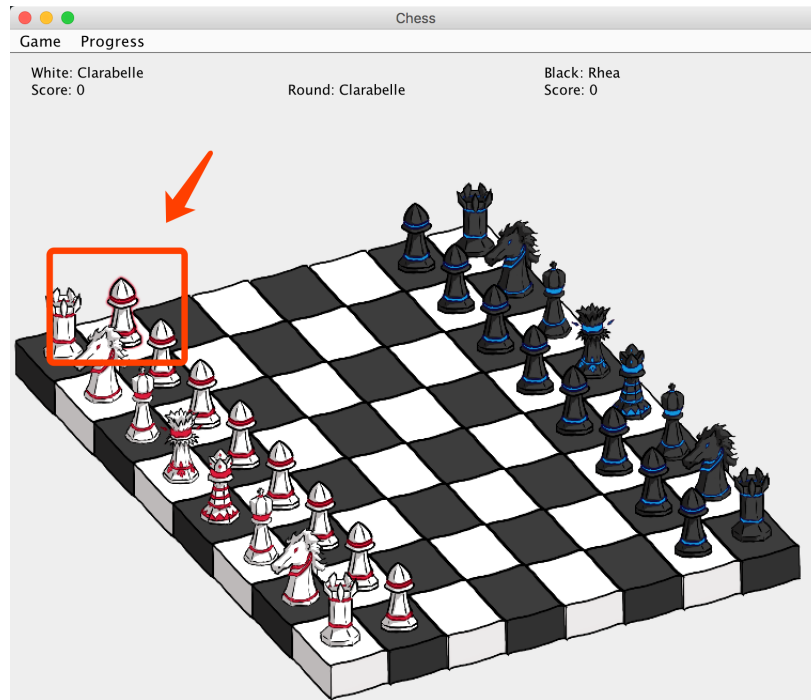 Chess
Game Progress
White: Clarabelle
Score: 0
Round: Clarabelle
Black: Rhea
Score: 0